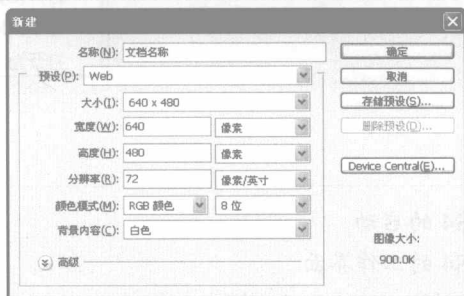 新建
名称(N): 文档名称
确定
预设(P): Web
取消
大小(I): 640 x 480
存储预设(S)...
宽度(W): 640 像素
删除预设(D)...
高度(H): 480 像素
分辨率(R): 72 像素/英寸
Device Central(E)...
颜色模式(M): RGB 颜色 8 位
背景内容(C): 白色
图像大小:
高级
900.0K